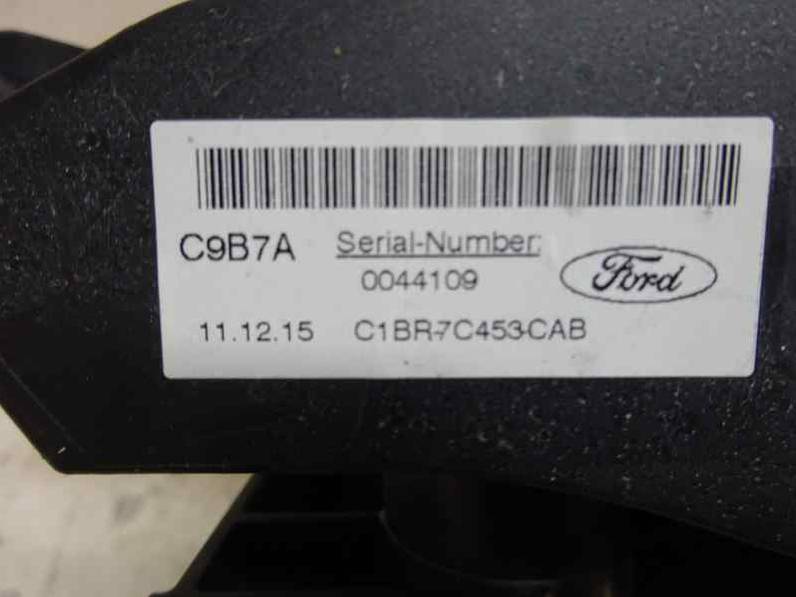 C9B7A Serial-Number:
0044109
Ford
11.12.15 C1BR-7C453-CAB